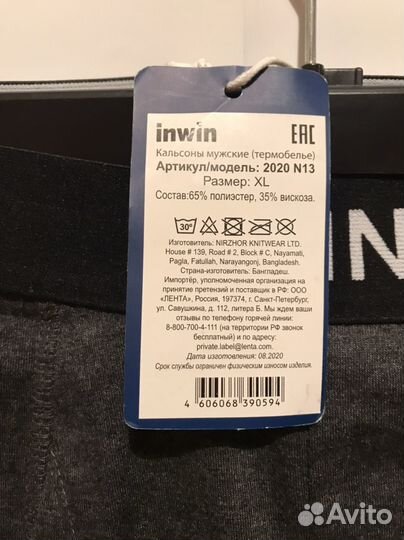 inwin EAC
Кальсоны мужские (термобелье)
Артикул/модель: 2020 N13
Размер: XL
Состав:65% полиэстер, 35% вискоза.
30°
Изготовитель: NIRZHOR KNITWEAR LTD.
House # 139, Road # 2, Block # C, Nayamati,
Pagla, Fatullah, Narayangonj, Bangladesh.
Страна-изготовитель: Бангладеш.
Импортёр, уполномоченная организация на
принятие претензий и поставщик в РФ: ООО
«ЛЕНТА», Россия, 197374, г. Санкт-Петербург,
ул. Савушкина, д. 112, литера Б. Мы ждем ваши
отзывы по телефону горячей линии:
8-800-700-4-111 (на территории РФ звонок
бесплатный) и по адресу:
private.label@lenta.com.
Дата изготовления: 08.2020
Срок службы ограничен физическим износом изделия.
4 606068 390594
IN
Avito